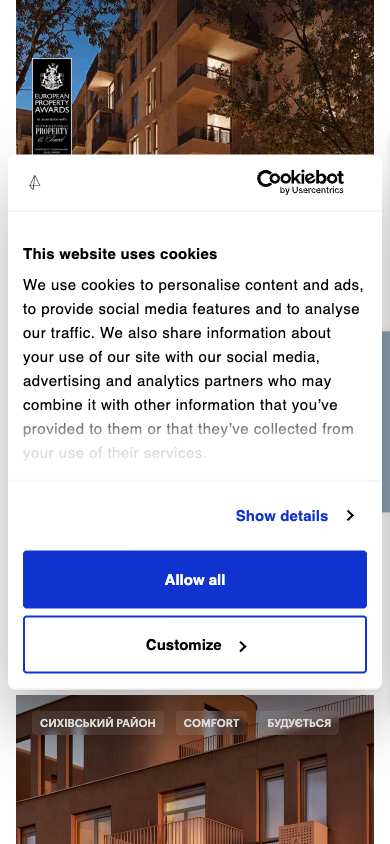 EUROPEAN
PROPERTY
AWARDS
PROPERTY
Cookiebot
by Usercentrics
This website uses cookies
We use cookies to personalise content and ads,
to provide social media features and to analyse
our traffic. We also share information about
your use of our site with our social media,
advertising and analytics partners who may
combine it with other information that you’ve
provided to them or that they’ve collected from
your use of their services.
Show details
Allow all
Customize
СИХІВСЬКИЙ РАЙОН COMFORT БУДУЄТЬСЯ